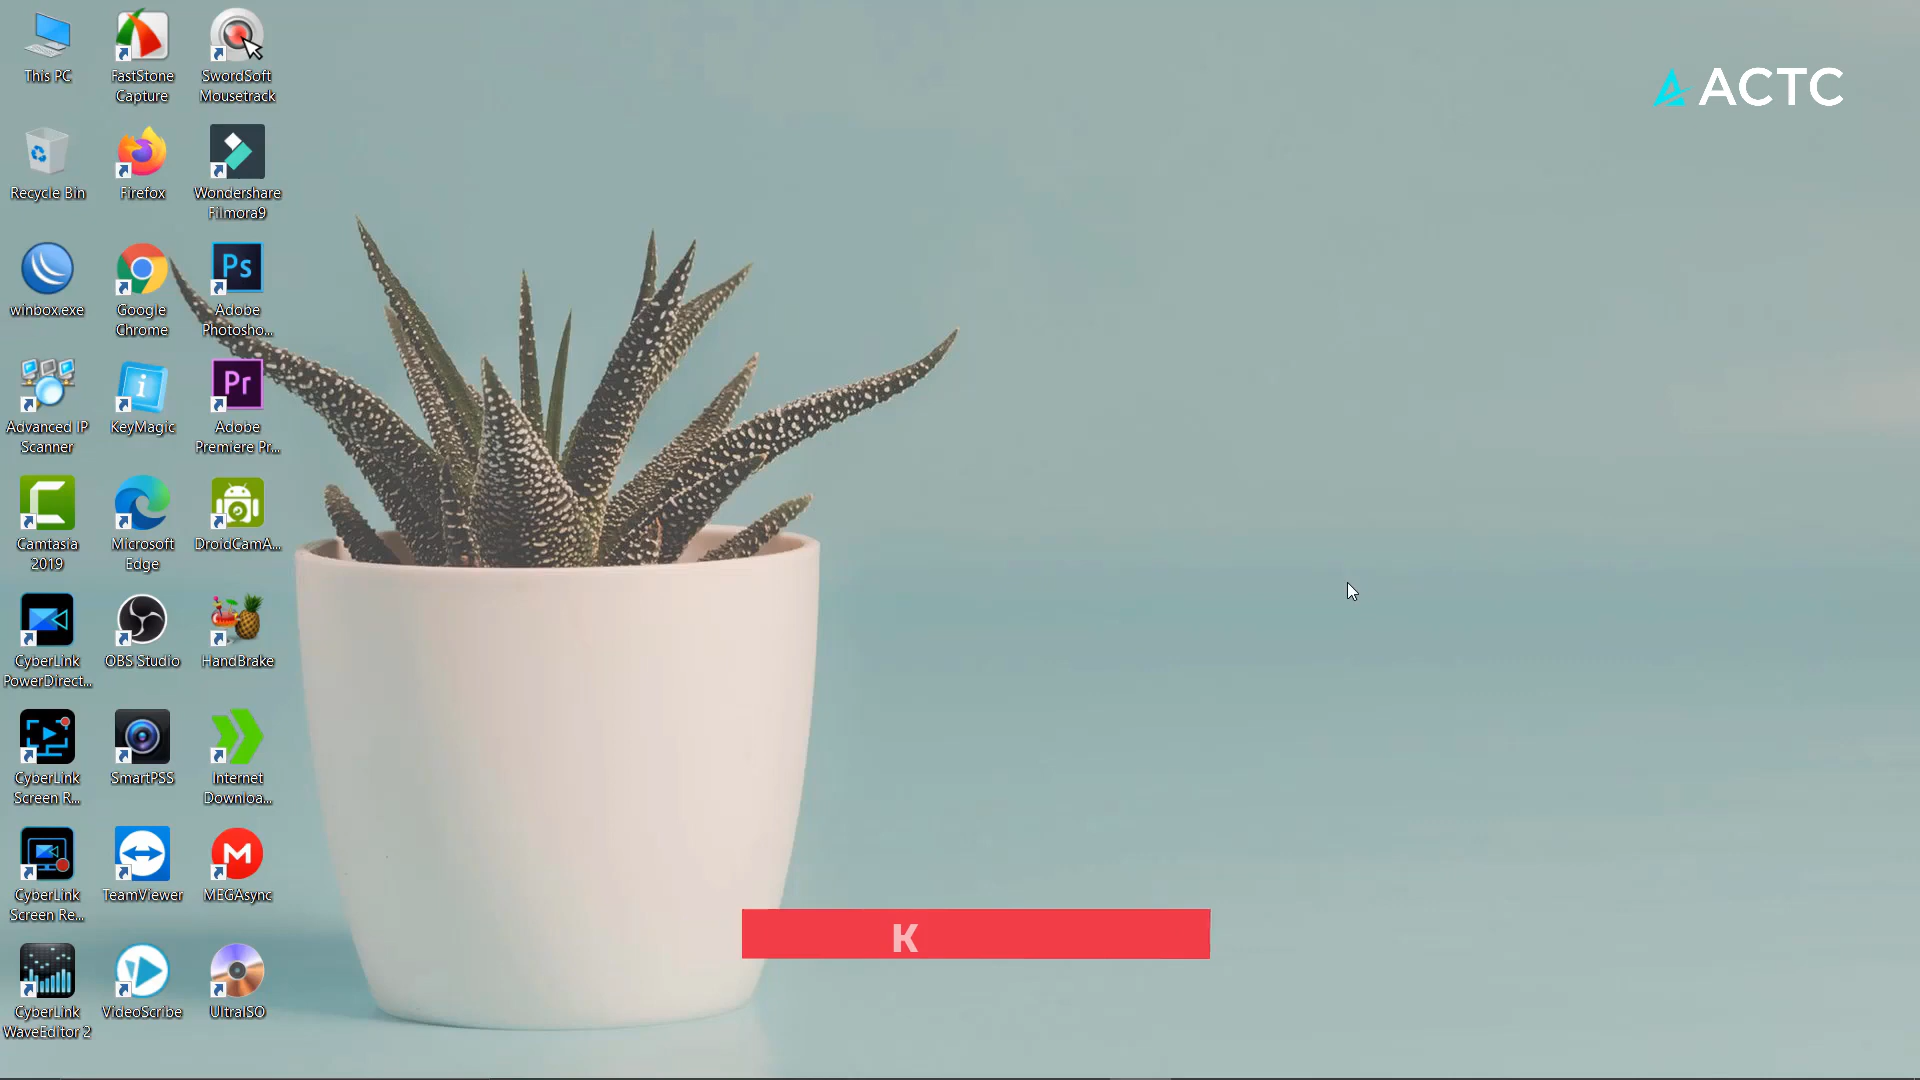 This PC
FastStone
Capture
SwordSoft
Mousetrack
ACTC
Recycle Bin
Firefox
Wondershare
Filmora9
winbox.exe
Google
Chrome
Ps
Adobe
Photosho...
Advanced IP
Scanner
KeyMagic
Pr
Adobe
Premiere Pr...
Camtasia
2019
Microsoft
Edge
DroidCamA...
CyberLink
PowerDirect...
OBS Studio
HandBrake
CyberLink
Screen R...
SmartPSS
Internet
Downloa...
CyberLink
Screen Re...
TeamViewer
MEGAsync
K
CyberLink
WaveEditor 2
VideoScribe
UltraISO